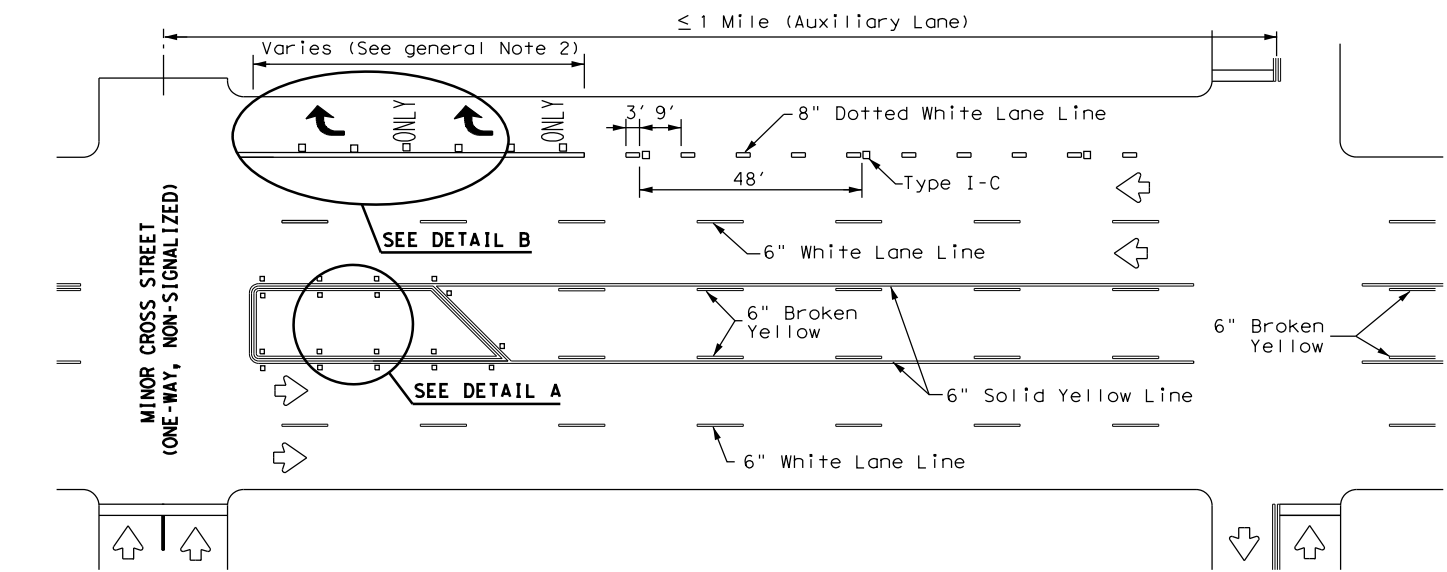 ≤ 1 Mile (Auxiliary Lane)
Varies (See general Note 2)
ONLY
ONLY
3' 9'
8" Dotted White Lane Line
48'
Type I-C
SEE DETAIL B
6" White Lane Line
MINOR CROSS STREET
(ONE-WAY, NON-SIGNALIZED)
6" Broken
Yellow
6" Broken
Yellow
SEE DETAIL A
6" Solid Yellow Line
6" White Lane Line